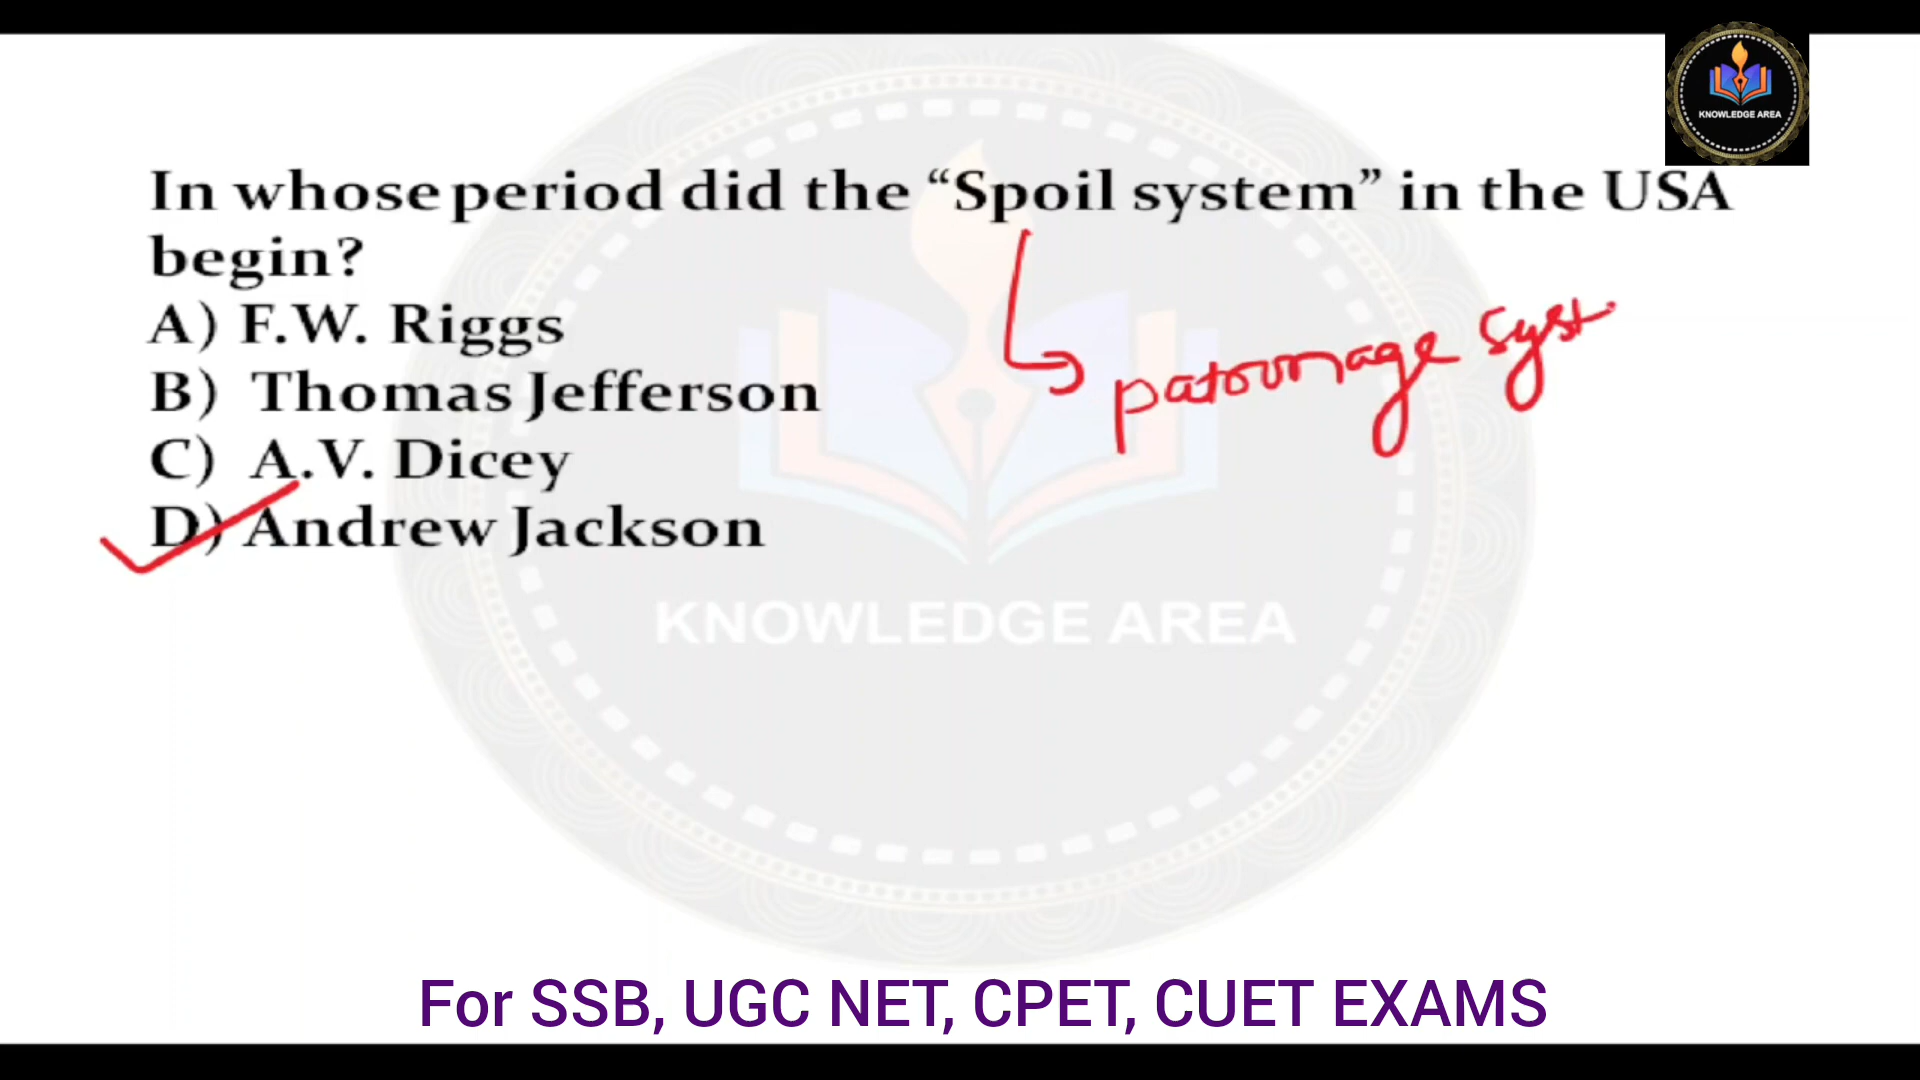 KNOWLEDGE AREA
In whose period did the “Spoil system” in the USA
begin?
A) F.W. Riggs
B) Thomas Jefferson
patronage syst
C) A.V. Dicey
D) Andrew Jackson
KNOWLEDGE AREA
For SSB, UGC NET, CPET, CUET EXAMS